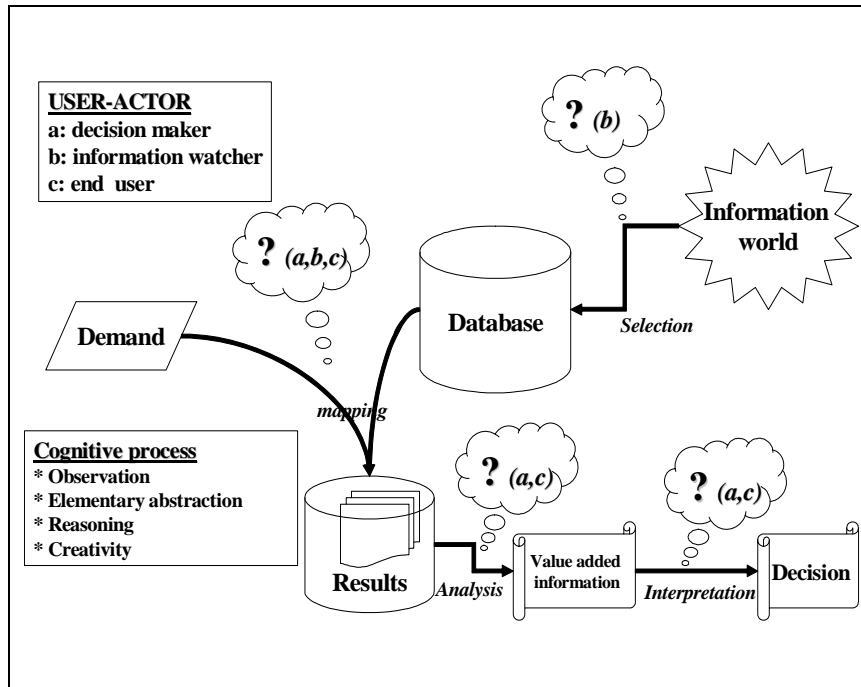 USER-ACTOR
a: decision maker
b: information watcher
c: end user
? (b)
Information
world
? (a,b,c)
Database
Selection
Demand
mapping
Cognitive process
* Observation
* Elementary abstraction
* Reasoning
* Creativity
? (a,c)
? (a,c)
Results
Analysis
Value added
information
Interpretation
Decision